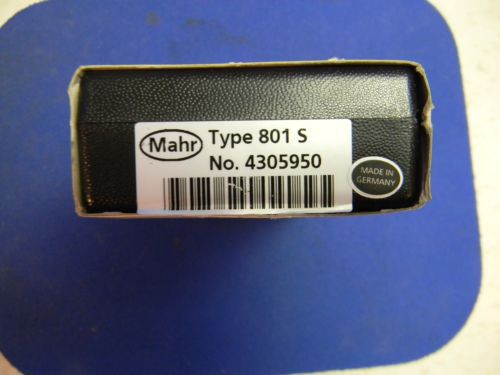 Mahr Type 801 S
No. 4305950
MADE IN
GERMANY